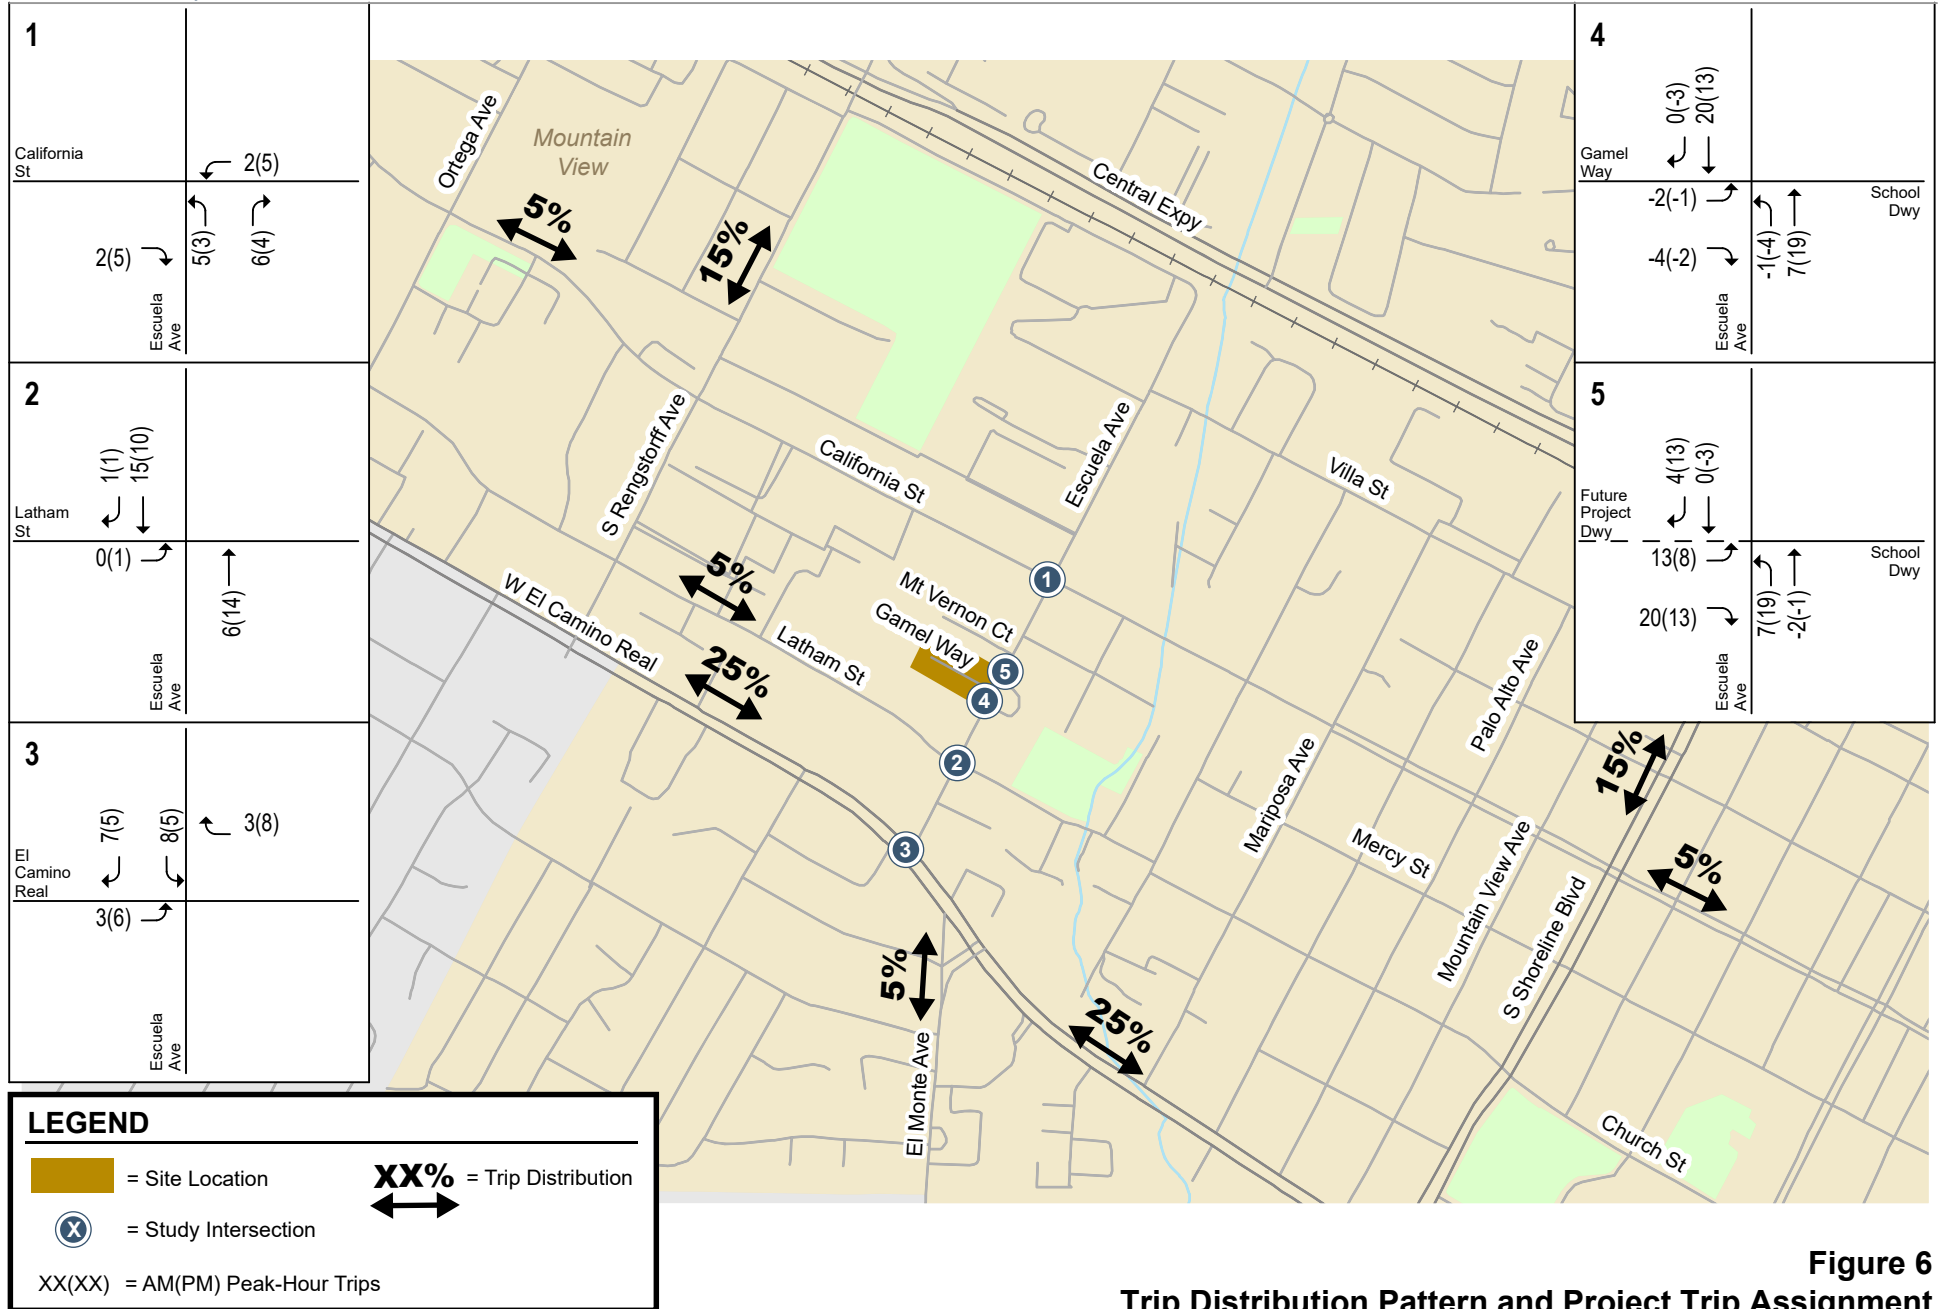 1
California
St
2(5)
2(5)
5(3)
6(4)
Escuela
Ave
2
1(1)
15(10)
Latham
St
0(1)
6(14)
Escuela
Ave
3
7(5)
8(5)
3(8)
El
Camino
Real
3(6)
Escuela
Ave
4
0(-3)
20(13)
Gamel
Way
-2(-1)
School
Dwy
-4(-2)
-1(-4)
7(19)
Escuela
Ave
5
4(13)
0(-3)
Future
Project
Dwy
13(8)
School
Dwy
20(13)
7(19)
-2(-1)
Escuela
Ave
Ortega Ave
Mountain
View
5%
15%
Central Expy
S Rengstorff Ave
California St
Escuela Ave
Villa St
W El Camino Real
5%
25%
Latham St
Mt Vernon Ct
Gamel Way
1
5
4
2
3
Mariposa Ave
Palo Alto Ave
15%
5%
Mercy St
Mountain View Ave
S Shoreline Blvd
5%
25%
El Monte Ave
Church St
LEGEND
= Site Location
XX% = Trip Distribution
X = Study Intersection
XX(XX) = AM(PM) Peak-Hour Trips
Figure 6
Trip Distribution Pattern and Project Trip Assignment